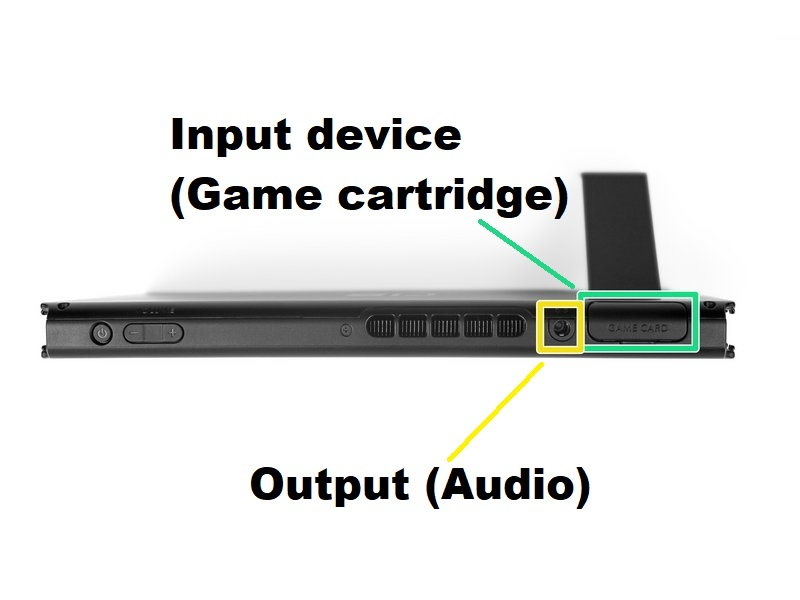 Input device
(Game cartridge)
GAME CARD
Output (Audio)